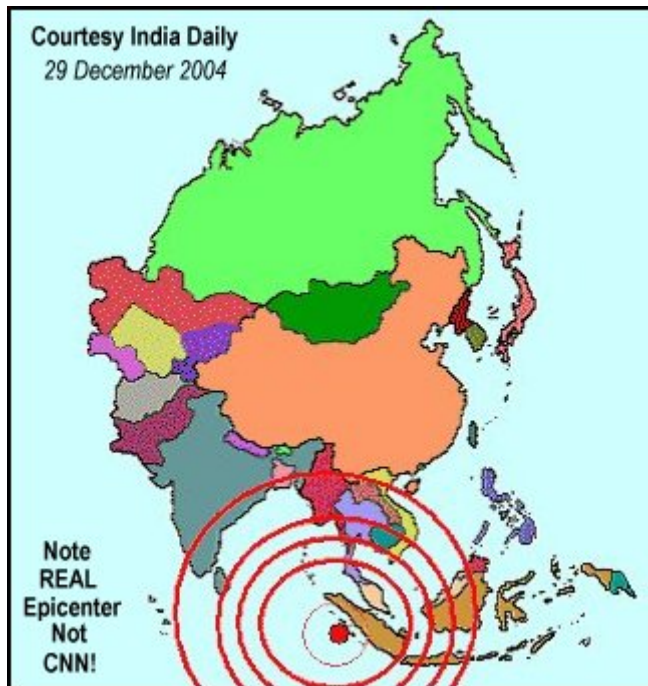 Courtesy India Daily
29 December 2004
Note
REAL
Epicenter
Not
CNN!